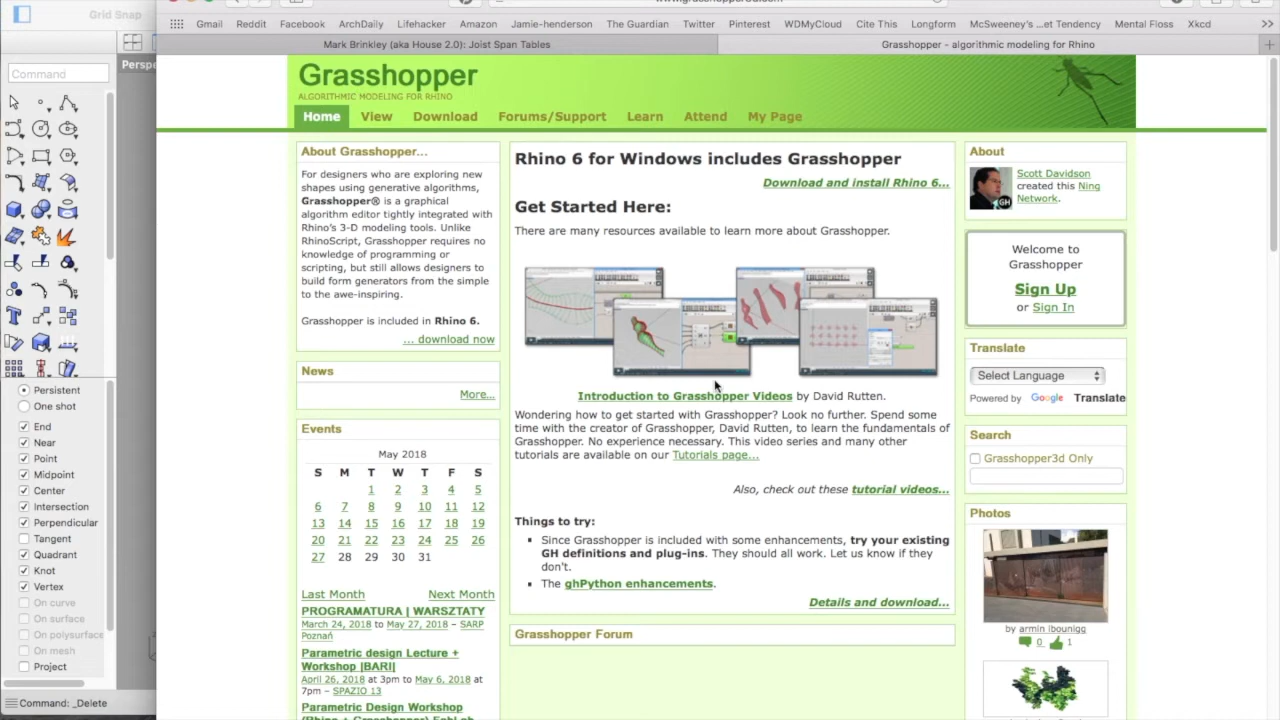 Grid Snap
www.grasshopper3d.com
Gmail Reddit Facebook ArchDaily Lifehacker Amazon Jamie-henderson The Guardian Twitter Pinterest WDMyCloud Cite This Longform McSweeney's ...et Tendency Mental Floss Xkcd
Mark Brinkley (aka House 2.0): Joist Span Tables
Grasshopper - algorithmic modeling for Rhino
Command
Perspe
Grasshopper
ALGORITHMIC MODELING FOR RHINO
Home View Download Forums/Support Learn Attend My Page
About Grasshopper...
For designers who are exploring new
shapes using generative algorithms,
Grasshopper® is a graphical
algorithm editor tightly integrated with
Rhino's 3-D modeling tools. Unlike
RhinoScript, Grasshopper requires no
knowledge of programming or
scripting, but still allows designers to
build form generators from the simple
to the awe-inspiring.
Grasshopper is included in Rhino 6.
... download now
News
More...
Events
May 2018
S M T W T F S
1 2 3 4 5
6 7 8 9 10 11 12
13 14 15 16 17 18 19
20 21 22 23 24 25 26
27 28 29 30 31
Last Month Next Month
PROGRAMATURA | WARSZTATY
March 24, 2018 to May 27, 2018 – SARP
Poznań
Parametric design Lecture +
Workshop |BARI|
April 26, 2018 at 3pm to May 6, 2018 at
7pm – SPAZIO 13
Parametric Design Workshop
(Rhino + Grasshopper) FabLab
Rhino 6 for Windows includes Grasshopper
Download and install Rhino 6...
Get Started Here:
There are many resources available to learn more about Grasshopper.
Introduction to Grasshopper Videos by David Rutten.
Wondering how to get started with Grasshopper? Look no further. Spend some
time with the creator of Grasshopper, David Rutten, to learn the fundamentals of
Grasshopper. No experience necessary. This video series and many other
tutorials are available on our Tutorials page...
Also, check out these tutorial videos...
Things to try:
Since Grasshopper is included with some enhancements, try your existing
GH definitions and plug-ins. They should all work. Let us know if they
don't.
The ghPython enhancements.
Details and download...
Grasshopper Forum
About
GH
Scott Davidson
created this Ning
Network.
Welcome to
Grasshopper
Sign Up
or Sign In
Translate
Select Language
Powered by Google Translate
Search
Grasshopper3d Only
Photos
by armin ibounigg
0 1
Persistent
One shot
End
Near
Point
Midpoint
Center
Intersection
Perpendicular
Tangent
Quadrant
Knot
Vertex
On curve
On surface
On polysurface
On mesh
Project
Command: _Delete